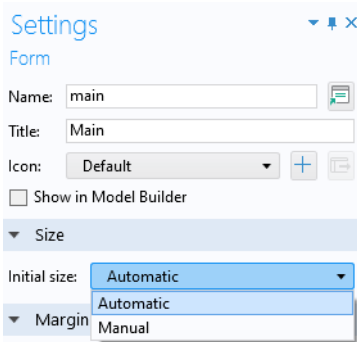 Settings
Form
Name: main
Title: Main
Icon: Default
Show in Model Builder
Size
Initial size: Automatic
Automatic
Margin
Manual